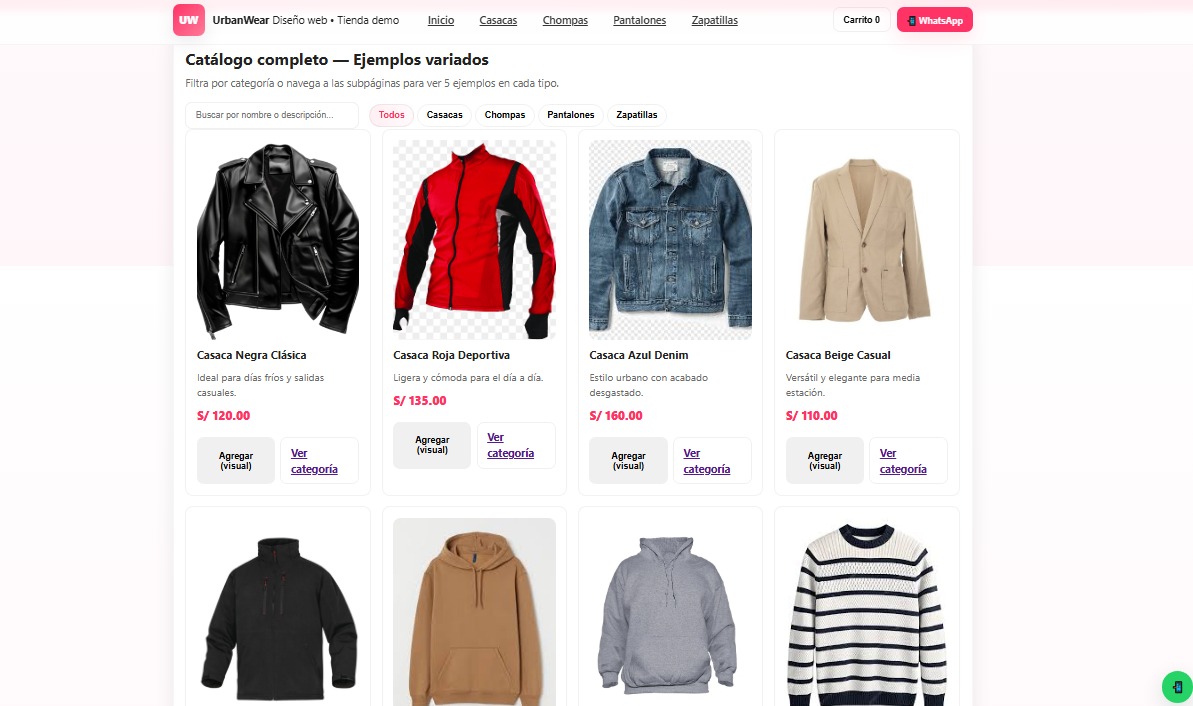 UW UrbanWear Diseño web • Tienda demo Inicio Casacas Chompas Pantalones Zapatillas Carrito 0 WhatsApp
Catálogo completo — Ejemplos variados
Filtra por categoría o navega a las subpáginas para ver 5 ejemplos en cada tipo.
Buscar por nombre o descripción... Todos Casacas Chompas Pantalones Zapatillas
Casaca Negra Clásica
Ideal para días fríos y salidas
casuales.
S/ 120.00
Agregar
(visual)
Ver
categoría
Casaca Roja Deportiva
Ligera y cómoda para el día a día.
S/ 135.00
Agregar
(visual)
Ver
categoría
Casaca Azul Denim
Estilo urbano con acabado
desgastado.
S/ 160.00
Agregar
(visual)
Ver
categoría
Casaca Beige Casual
Versátil y elegante para media
estación.
S/ 110.00
Agregar
(visual)
Ver
categoría